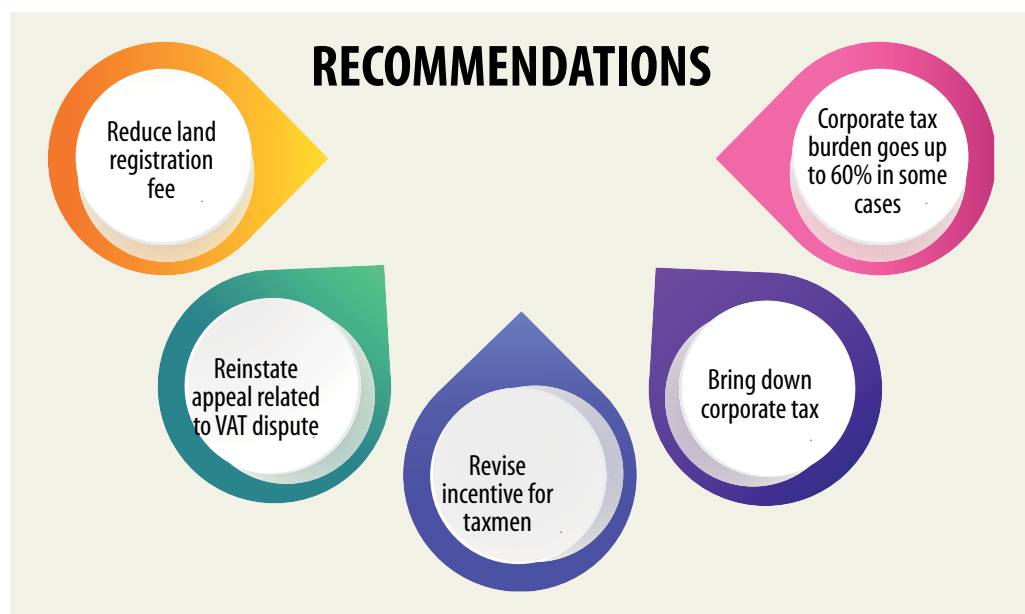 RECOMMENDATIONS
Reduce land
registration
fee
Reinstate
appeal related
to VAT dispute
Revise
incentive for
taxmen
Bring down
corporate tax
Corporate tax
burden goes up
to 60% in some
cases